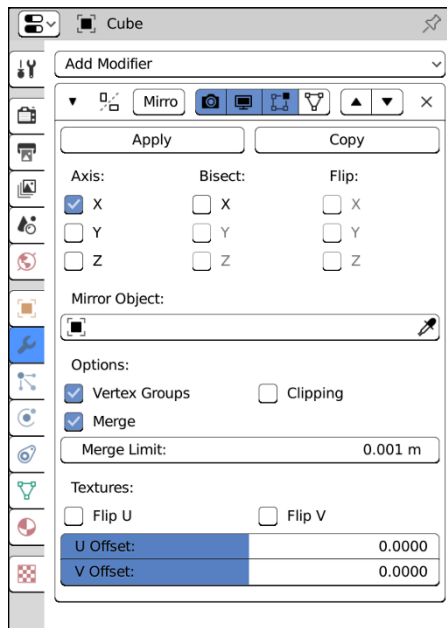 Cube
Add Modifier
Mirro
Apply Copy
Axis: Bisect: Flip:
X X X
Y Y Y
Z Z Z
Mirror Object:
Options:
Vertex Groups Clipping
Merge
Merge Limit: 0.001 m
Textures:
Flip U Flip V
U Offset: 0.0000
V Offset: 0.0000